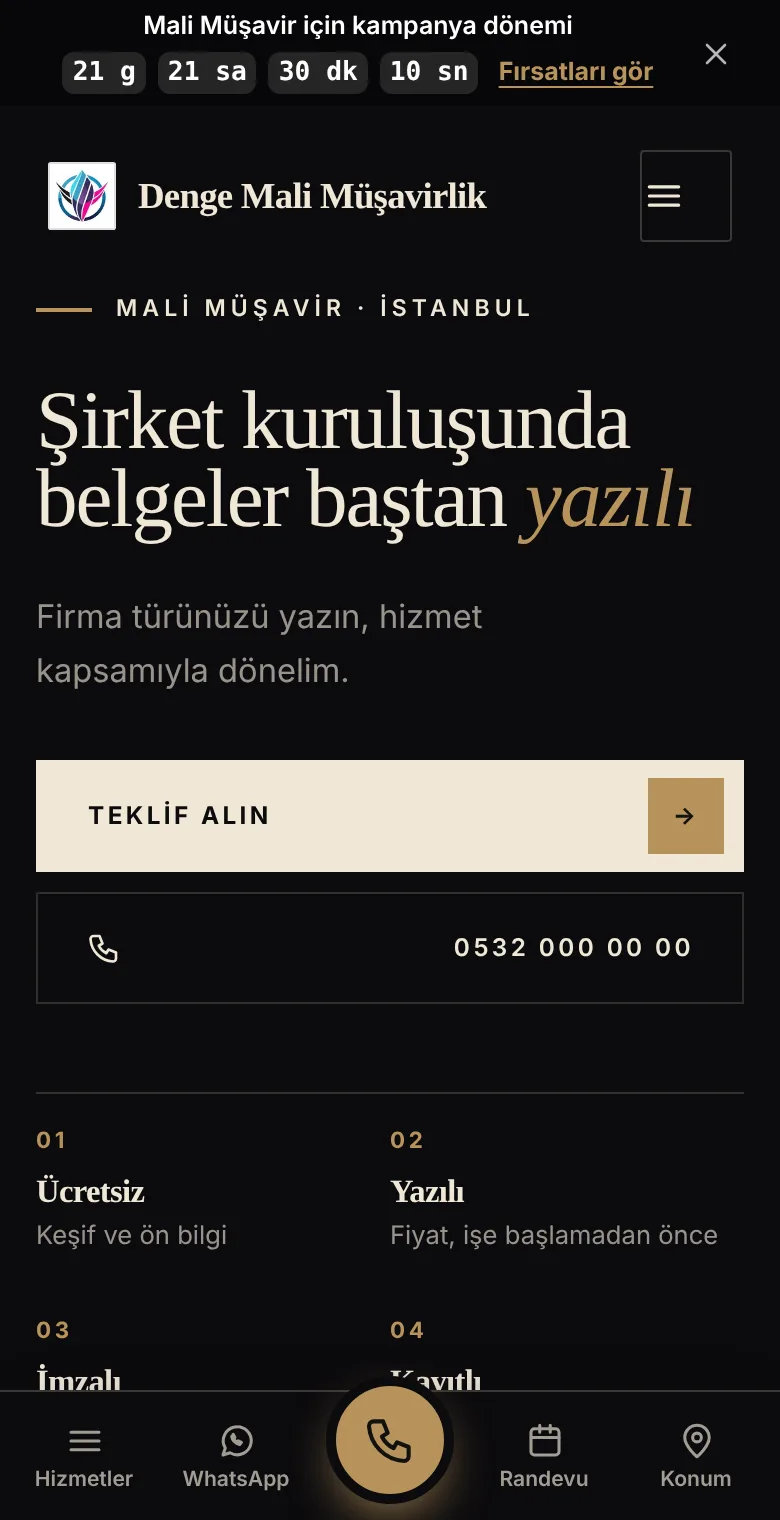 Mali Müşavir için kampanya dönemi
21 g 21 sa 30 dk 10 sn Fırsatları gör
Denge Mali Müşavirlik
MALİ MÜŞAVİR · İSTANBUL
Şirket kuruluşunda
belgeler baştan yazılı
Firma türünüzü yazın, hizmet
kapsamıyla dönelim.
TEKLİF ALIN
0532 000 00 00
01
Ücretsiz
Keşif ve ön bilgi
02
Yazılı
Fiyat, işe başlamadan önce
03
İmzalı
04
Kayıtlı
Hizmetler
WhatsApp
Randevu
Konum